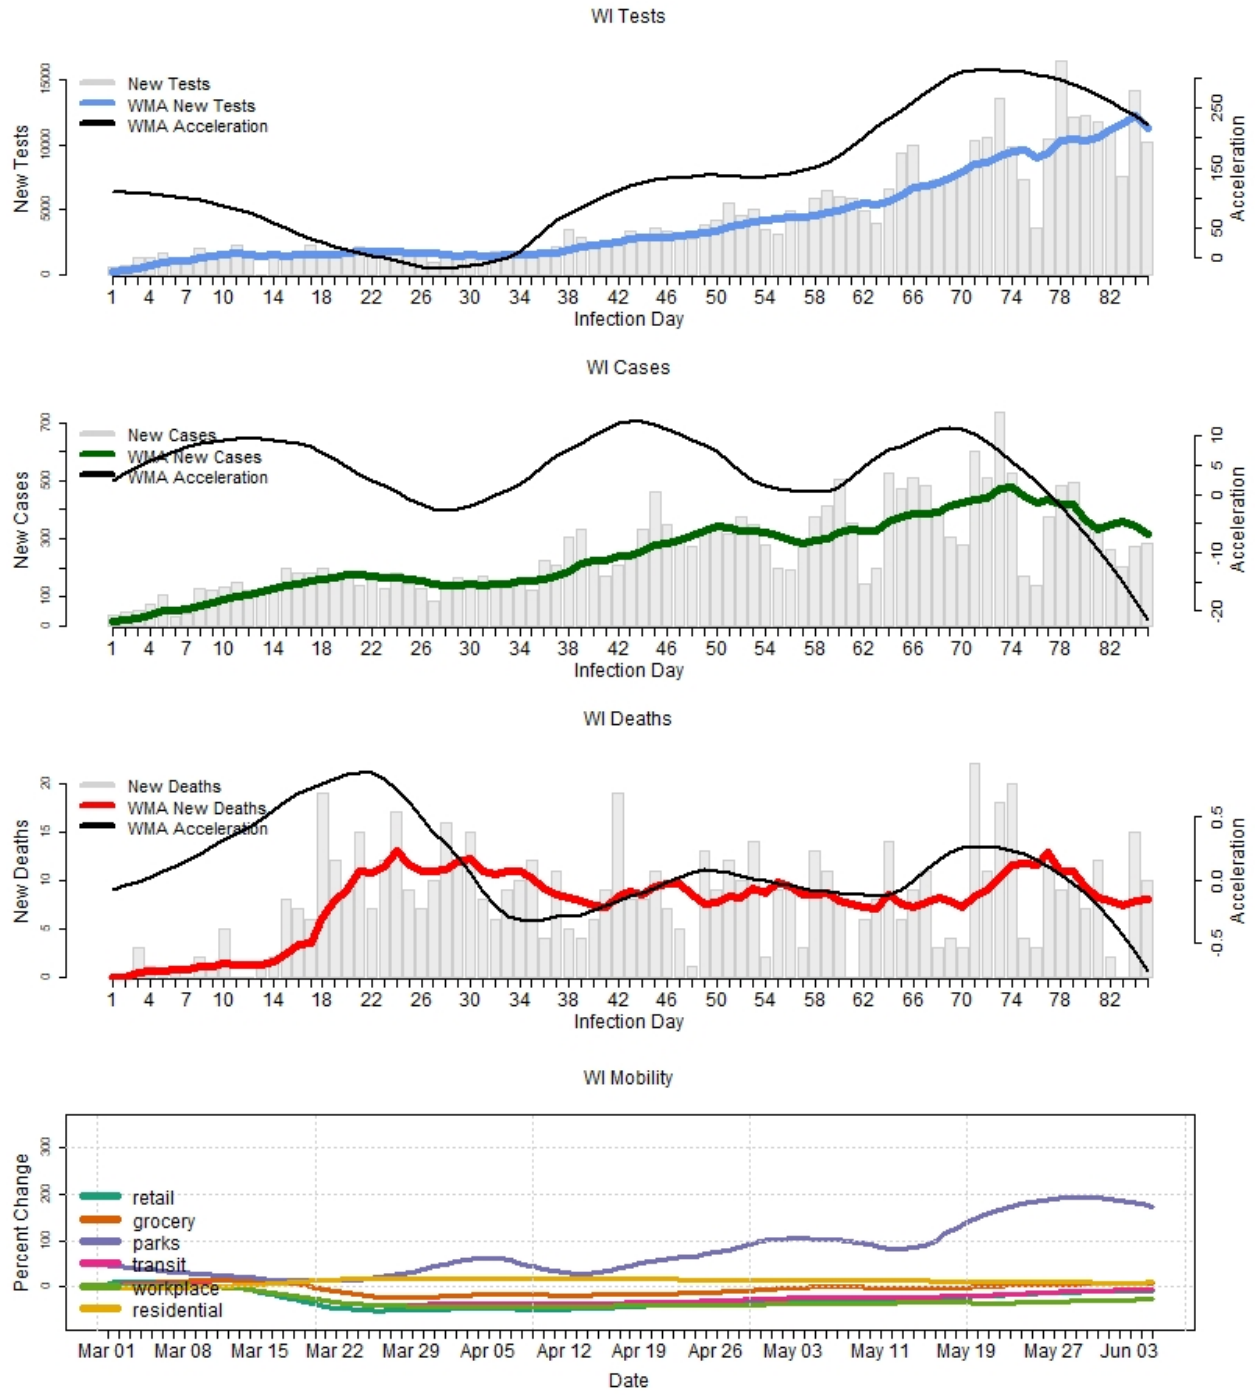 WI Tests
New Tests
WMA New Tests
WMA Acceleration
New Tests
0 5000 10000 15000
Acceleration
0 50 150 250
1 4 7 10 14 18 22 26 30 34 38 42 46 50 54 58 62 66 70 74 78 82
Infection Day
WI Cases
New Cases
WMA New Cases
WMA Acceleration
New Cases
0 100 300 500 700
Acceleration
-20 -10 0 5 10
1 4 7 10 14 18 22 26 30 34 38 42 46 50 54 58 62 66 70 74 78 82
Infection Day
WI Deaths
New Deaths
WMA New Deaths
WMA Acceleration
New Deaths
0 5 10 15 20
Acceleration
-0.5 0.0 0.5
1 4 7 10 14 18 22 26 30 34 38 42 46 50 54 58 62 66 70 74 78 82
Infection Day
WI Mobility
retail
grocery
parks
transit
workplace
residential
Percent Change
0 100 200 300
Mar 01 Mar 08 Mar 15 Mar 22 Mar 29 Apr 05 Apr 12 Apr 19 Apr 26 May 03 May 11 May 19 May 27 Jun 03
Date